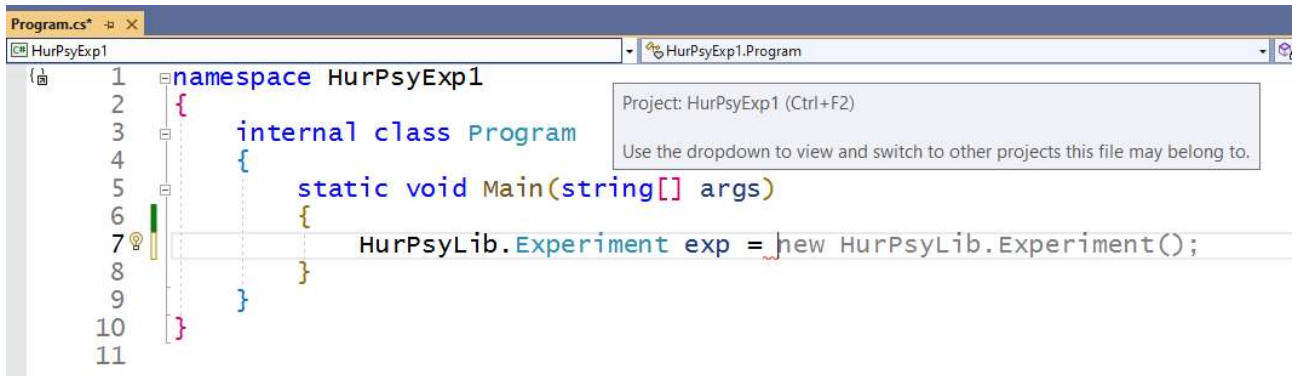 Program.cs*
C# HurPsyExp1
HurPsyExp1.Program
1 namespace HurPsyExp1
2 {
Project: HurPsyExp1 (Ctrl+F2)
3 internal class Program
4 {
Use the dropdown to view and switch to other projects this file may belong to.
5 static void Main(string[] args)
6 {
7 HurPsyLib.Experiment exp = new HurPsyLib.Experiment();
8 }
9 }
10 }
11